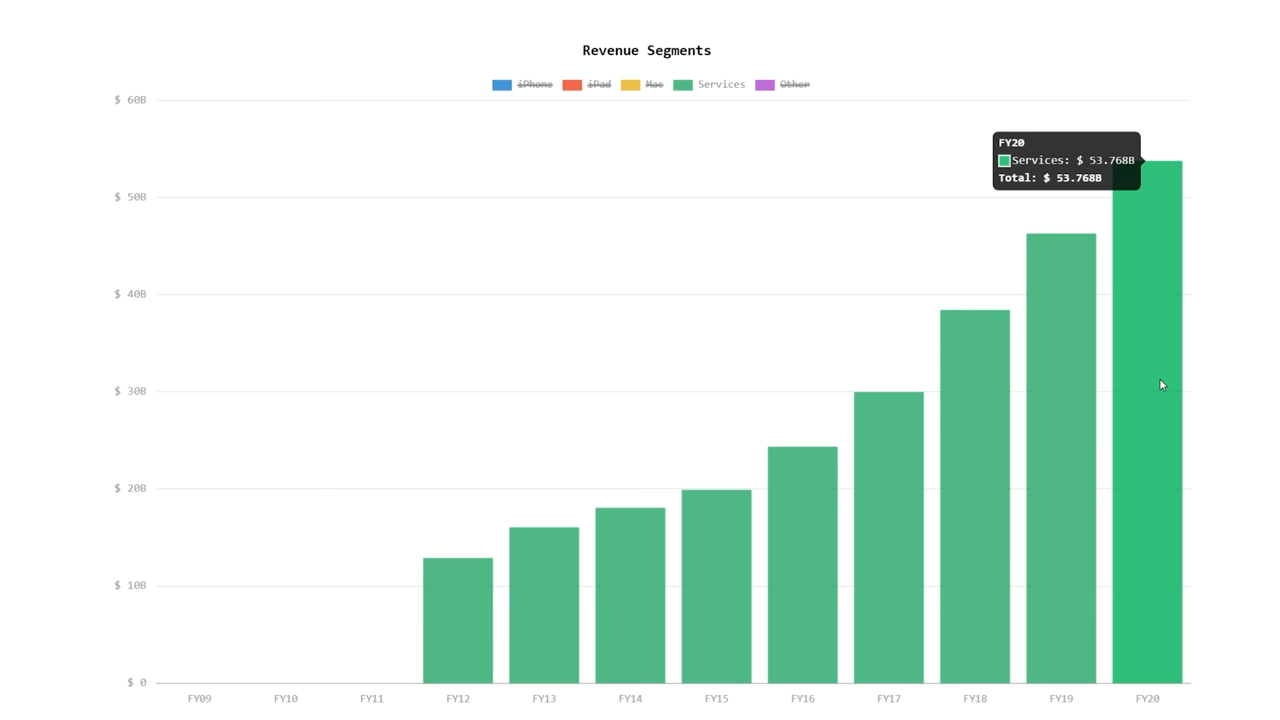 Revenue Segments
iPhone iPad Mac Services Other
$ 60B
FY20
Services: $ 53.768B
Total: $ 53.768B
$ 50B
$ 40B
$ 30B
$ 20B
$ 10B
$ 0
FY09 FY10 FY11 FY12 FY13 FY14 FY15 FY16 FY17 FY18 FY19 FY20